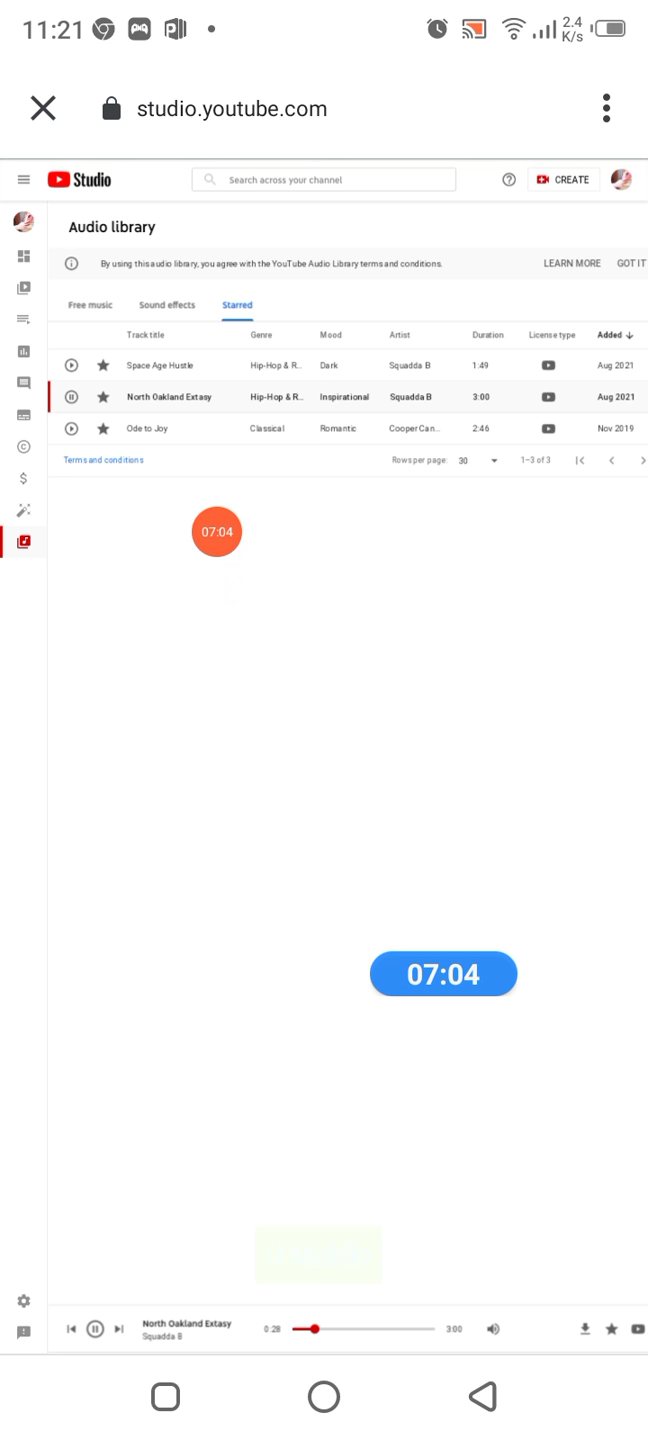 11:21 2.4 K/s
studio.youtube.com
Studio Search across your channel CREATE
Audio library
By using this audio library, you agree with the YouTube Audio Library terms and conditions. LEARN MORE GOT IT
Free music Sound effects Starred
Track title Genre Mood Artist Duration License type Added
Space Age Hustle Hip-Hop & R... Dark Squadda B 1:49 Aug 2021
North Oakland Extasy Hip-Hop & R... Inspirational Squadda B 3:00 Aug 2021
Ode to Joy Classical Romantic Cooper Can... 2:46 Nov 2019
Terms and conditions Rows per page: 30 1–3 of 3
07:04
07:04
North Oakland Extasy 0:28 3:00
Squadda B